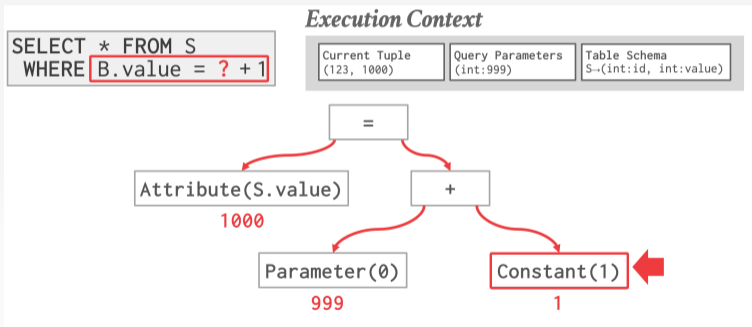 Execution Context
SELECT * FROM S
WHERE B.value = ? + 1
Current Tuple
(123, 1000)
Query Parameters
(int:999)
Table Schema
S→(int:id, int:value)
=
Attribute(S.value)
+
1000
Parameter(0)
Constant(1)
999
1